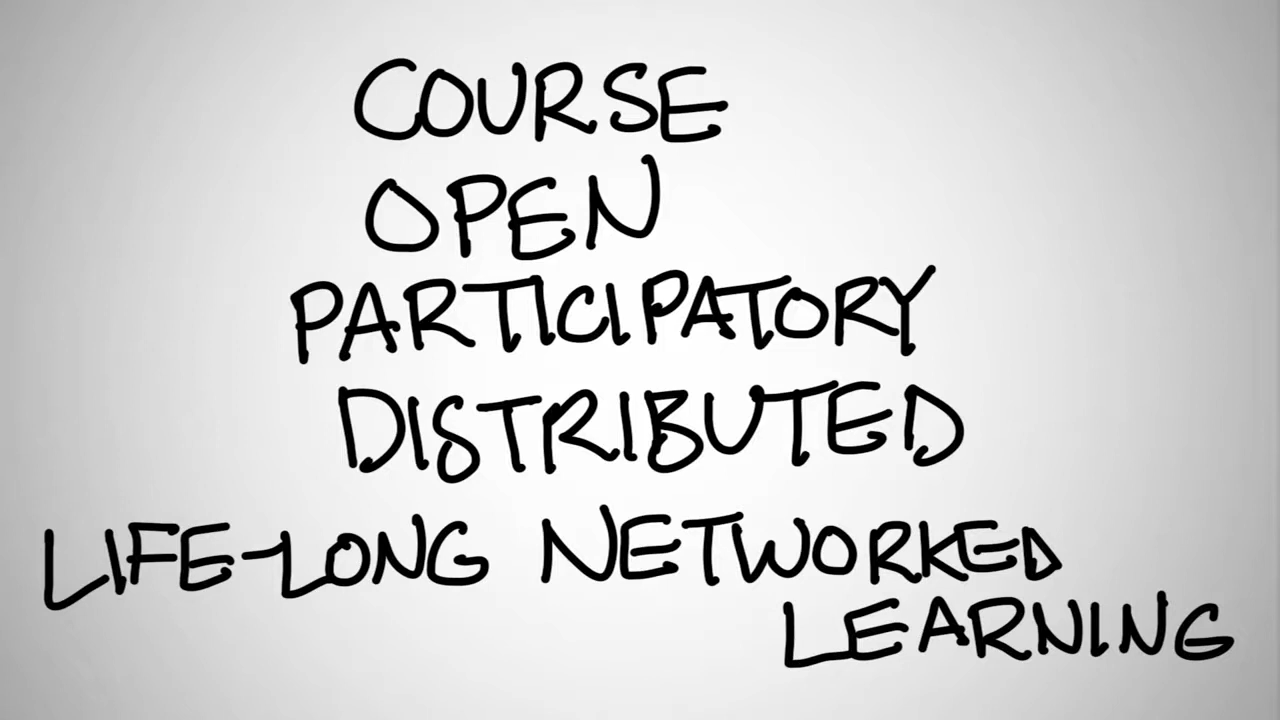 COURSE
OPEN
PARTICIPATORY
DISTRIBUTED
LIFE-LONG NETWORKED
LEARNING